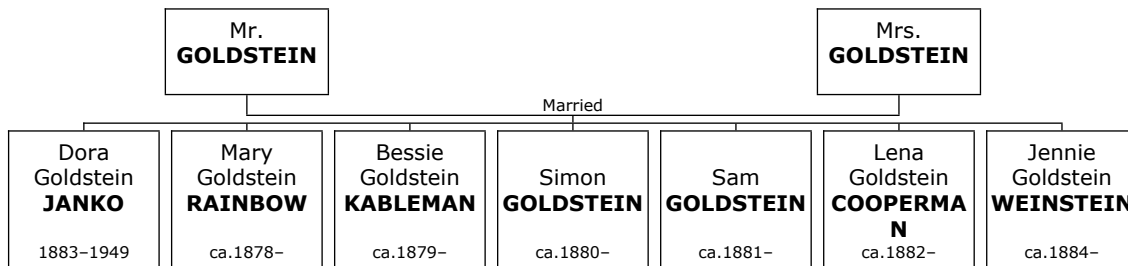 Mr.
GOLDSTEIN
Mrs.
GOLDSTEIN
Married
Dora
Goldstein
JANKO
1883–1949
Mary
Goldstein
RAINBOW
ca.1878–
Bessie
Goldstein
KABLEMAN
ca.1879–
Simon
GOLDSTEIN
ca.1880–
Sam
GOLDSTEIN
ca.1881–
Lena
Goldstein
COOPERMA
N
ca.1882–
Jennie
Goldstein
WEINSTEIN
ca.1884–